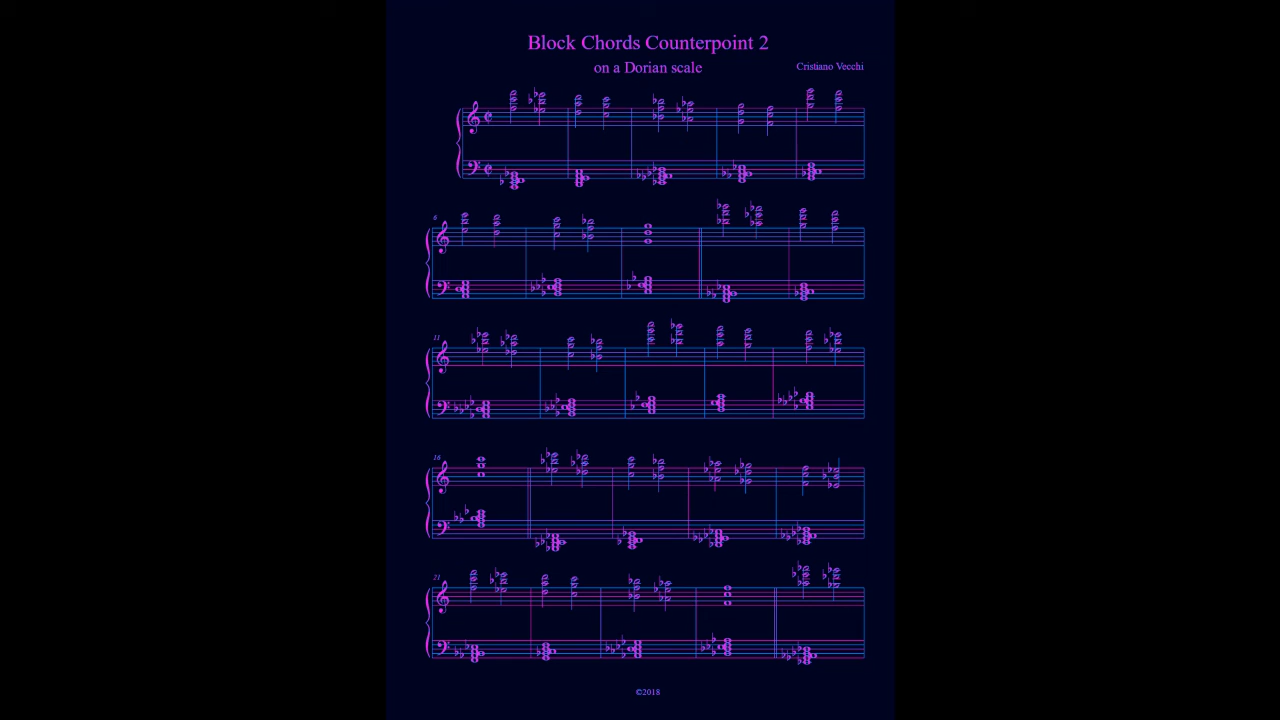 Block Chords Counterpoint 2
on a Dorian scale
Cristiano Vecchi
6
11
16
21
©2018